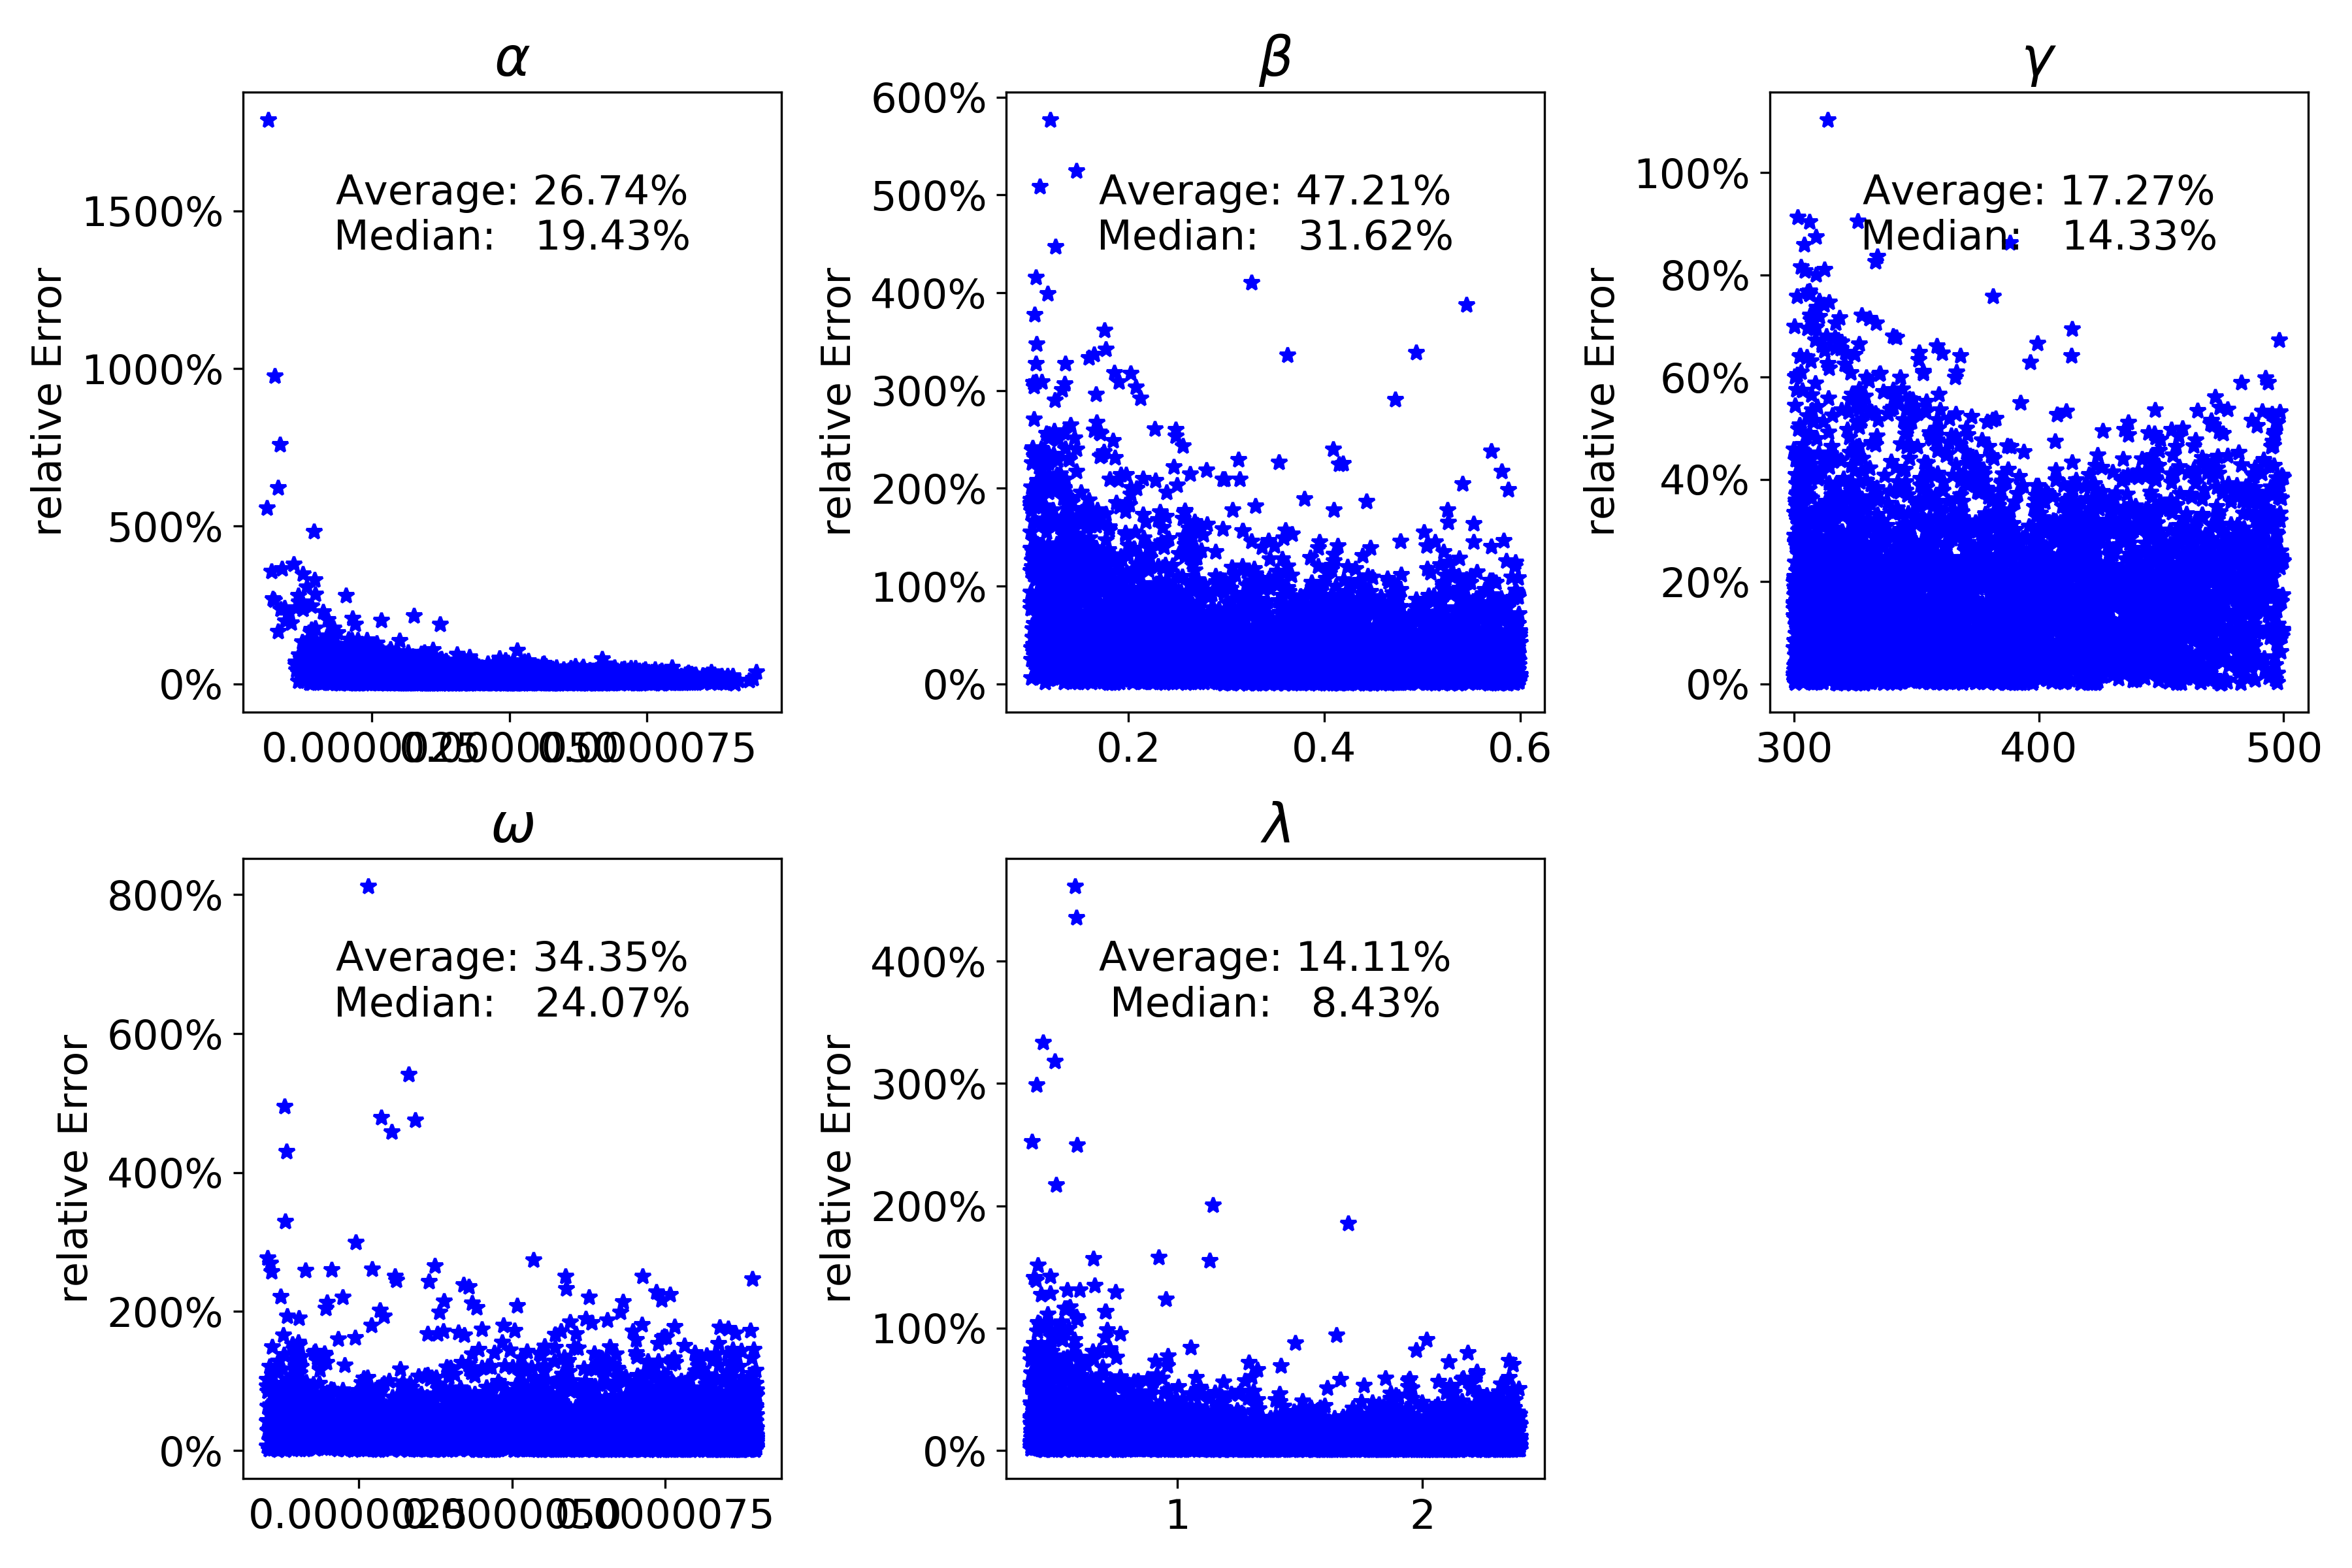 α
relative Error
1500%
1000%
500%
0%
Average: 26.74%
Median: 19.43%
β
relative Error
600%
500%
400%
300%
200%
100%
0%
Average: 47.21%
Median: 31.62%
0.2 0.4 0.6
γ
relative Error
100%
80%
60%
40%
20%
0%
Average: 17.27%
Median: 14.33%
300 400 500
ω
relative Error
800%
600%
400%
200%
0%
Average: 34.35%
Median: 24.07%
λ
relative Error
400%
300%
200%
100%
0%
Average: 14.11%
Median: 8.43%
1 2